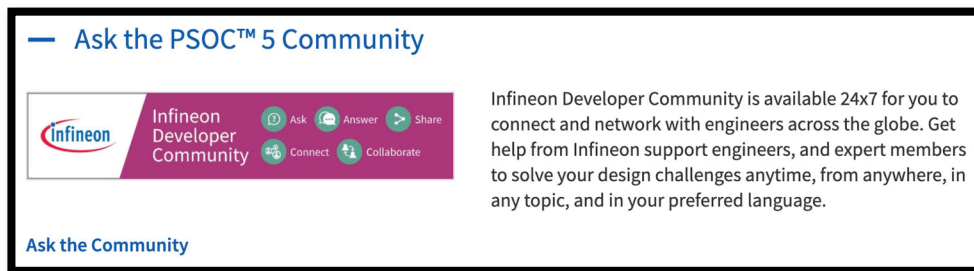 — Ask the PSOC™ 5 Community
infineon
Infineon
Developer
Community
Ask
Answer
Share
Connect
Collaborate
Infineon Developer Community is available 24x7 for you to
connect and network with engineers across the globe. Get
help from Infineon support engineers, and expert members
to solve your design challenges anytime, from anywhere, in
any topic, and in your preferred language.
Ask the Community